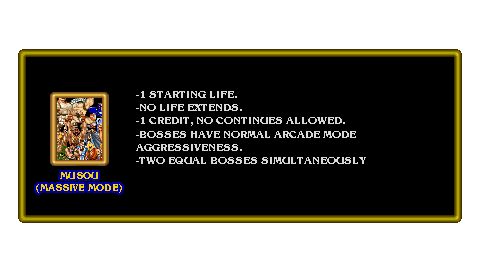 -1 STARTING LIFE.
-NO LIFE EXTENDS.
-1 CREDIT, NO CONTINUES ALLOWED.
-BOSSES HAVE NORMAL ARCADE MODE
AGGRESSIVENESS.
-TWO EQUAL BOSSES SIMULTANEOUSLY
MUSOU
(MASSIVE MODE)